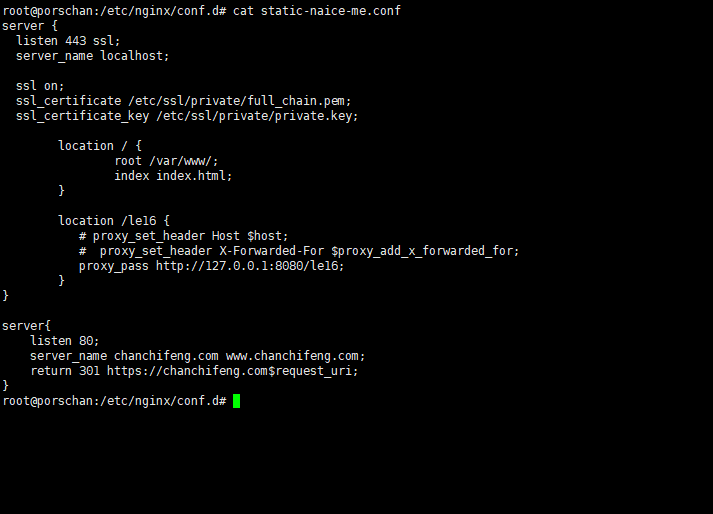 root@porschan:/etc/nginx/conf.d# cat static-naice-me.conf
server {
  listen 443 ssl;
  server_name localhost;

  ssl on;
  ssl_certificate /etc/ssl/private/full_chain.pem;
  ssl_certificate_key /etc/ssl/private/private.key;

        location / {
                root /var/www/;
                index index.html;
        }

        location /le16 {
           # proxy_set_header Host $host;
           #  proxy_set_header X-Forwarded-For $proxy_add_x_forwarded_for;
           proxy_pass http://127.0.0.1:8080/le16;
        }
}

server{
    listen 80;
    server_name chanchifeng.com www.chanchifeng.com;
    return 301 https://chanchifeng.com$request_uri;
}
root@porschan:/etc/nginx/conf.d#